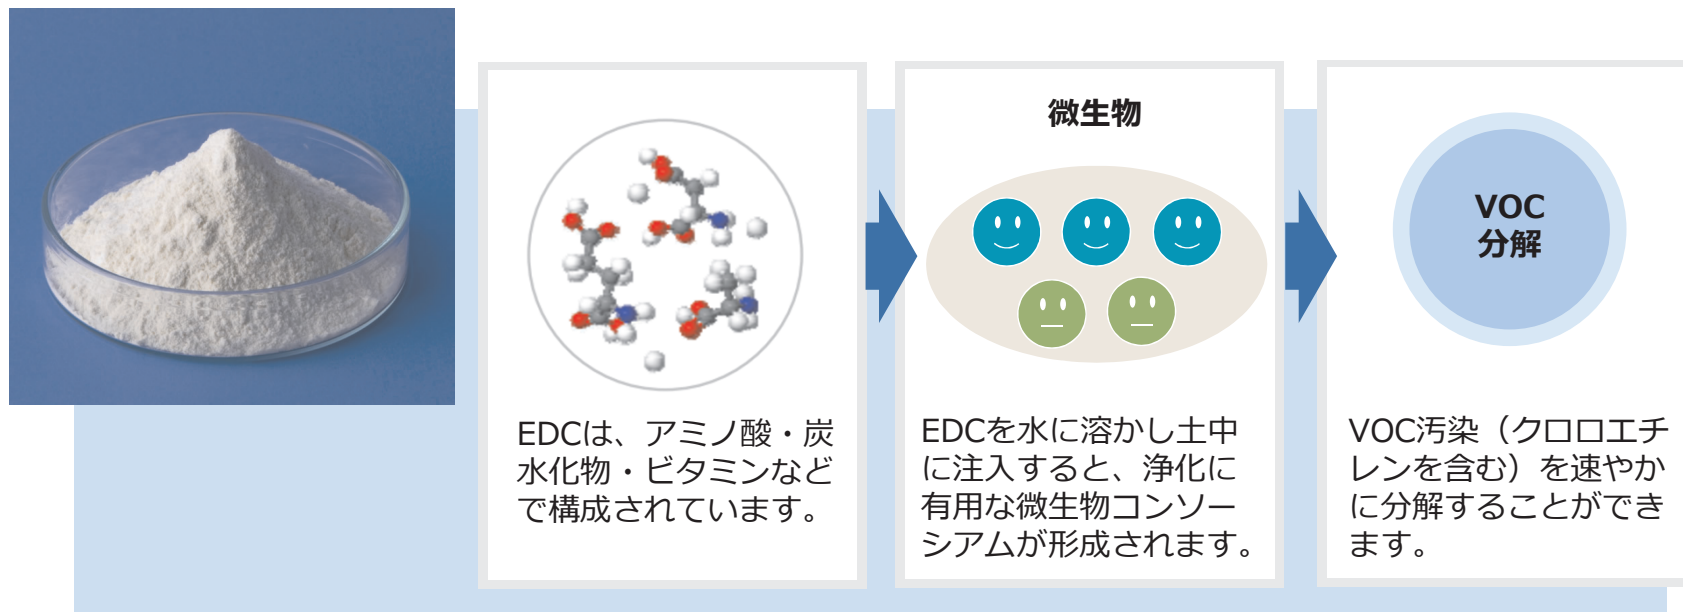 EDCは、アミノ酸・炭
水化物・ビタミンなど
で構成されています。
微生物
EDCを水に溶かし土中
に注入すると、浄化に
有用な微生物コンソー
シアムが形成されます。
VOC
分解
VOC汚染（クロロエチ
レンを含む）を速やか
に分解することができ
ます。